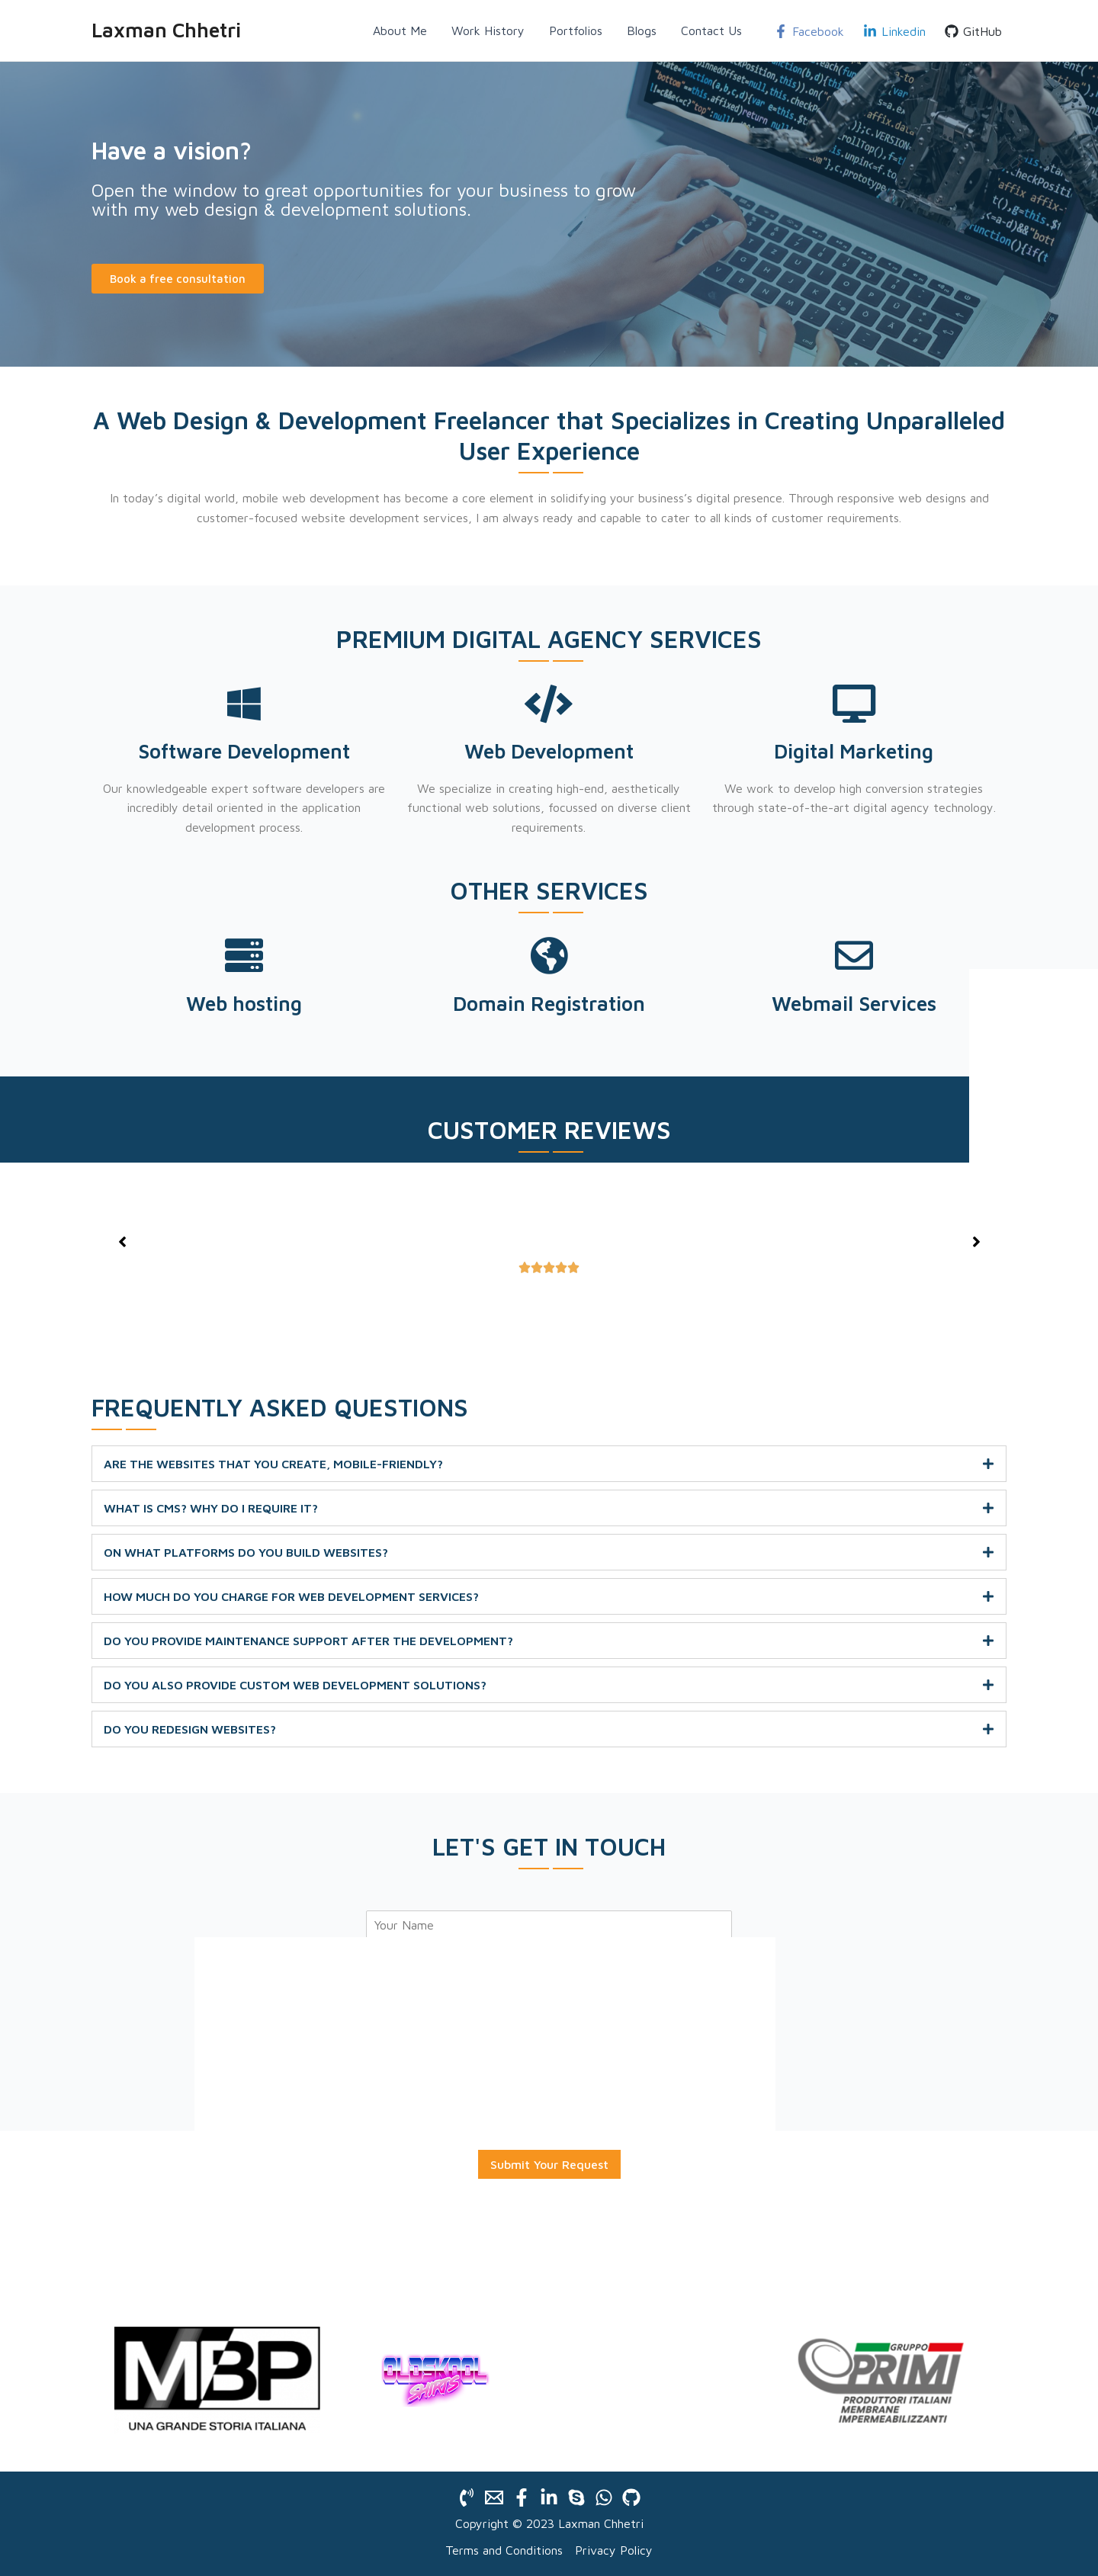 Laxman Chhetri
About Me
Work History
Portfolios
Blogs
Contact Us
Facebook
Linkedin
GitHub
Have a vision?
Open the window to great opportunities for your business to grow
with my web design & development solutions.
Book a free consultation
A Web Design & Development Freelancer that Specializes in Creating Unparalleled
User Experience
In today's digital world, mobile web development has become a core element in solidifying your business's digital presence. Through responsive web designs and
customer-focused website development services, I am always ready and capable to cater to all kinds of customer requirements.
PREMIUM DIGITAL AGENCY SERVICES
Software Development
Our knowledgeable expert software developers are
incredibly detail oriented in the application
development process.
Web Development
We specialize in creating high-end, aesthetically
functional web solutions, focussed on diverse client
requirements.
Digital Marketing
We work to develop high conversion strategies
through state-of-the-art digital agency technology.
OTHER SERVICES
Web hosting
Domain Registration
Webmail Services
CUSTOMER REVIEWS
FREQUENTLY ASKED QUESTIONS
ARE THE WEBSITES THAT YOU CREATE, MOBILE-FRIENDLY?
WHAT IS CMS? WHY DO I REQUIRE IT?
ON WHAT PLATFORMS DO YOU BUILD WEBSITES?
HOW MUCH DO YOU CHARGE FOR WEB DEVELOPMENT SERVICES?
DO YOU PROVIDE MAINTENANCE SUPPORT AFTER THE DEVELOPMENT?
DO YOU ALSO PROVIDE CUSTOM WEB DEVELOPMENT SOLUTIONS?
DO YOU REDESIGN WEBSITES?
LET'S GET IN TOUCH
Your Name
Submit Your Request
MBP
UNA GRANDE STORIA ITALIANA
OLDSKOOL
SHIRTS
GRUPPO
PRIMI
PRODUTTORI ITALIANI
MEMBRANE
IMPERMEABILIZZANTI
Copyright © 2023 Laxman Chhetri
Terms and Conditions
Privacy Policy